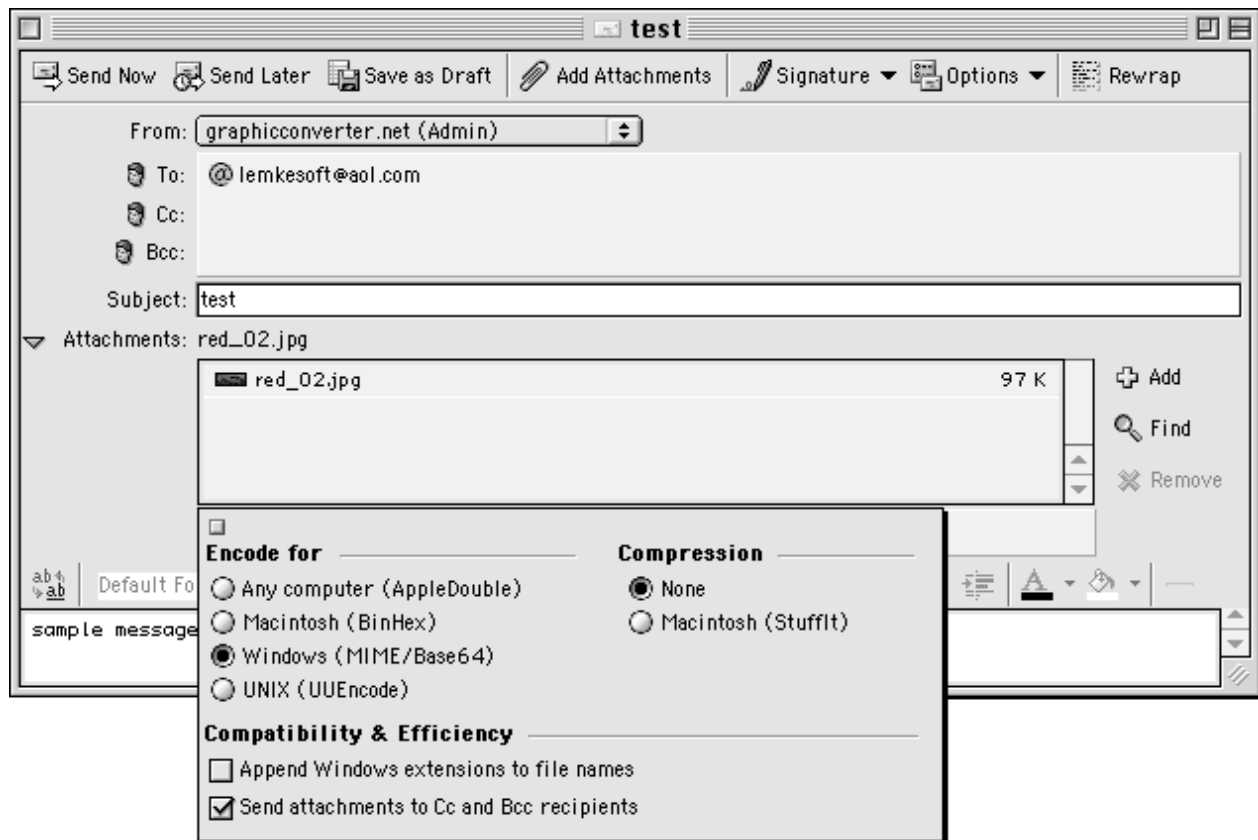 test
Send Now Send Later Save as Draft Add Attachments Signature Options Rewrap
From: graphicconverter.net (Admin)
To: @ lemkesoft@aol.com
Cc:
Bcc:
Subject: test
Attachments: red_02.jpg
red_02.jpg 97 K
Add
Find
Remove
Encode for
Any computer (AppleDouble)
Macintosh (BinHex)
Windows (MIME/Base64)
UNIX (UUEncode)
Compression
None
Macintosh (StuffIt)
Compatibility & Efficiency
Append Windows extensions to file names
Send attachments to Cc and Bcc recipients
ab ab Default Fo A
sample message